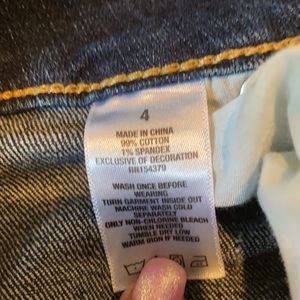 4
MADE IN CHINA
99% COTTON
1% SPANDEX
EXCLUSIVE OF DECORATION
RN154379
WASH ONCE BEFORE
WEARING
TURN GARMENT INSIDE OUT
MACHINE WASH COLD
SEPARATELY
ONLY NON-CHLORINE BLEACH
WHEN NEEDED
TUMBLE DRY LOW
WARM IRON IF NEEDED